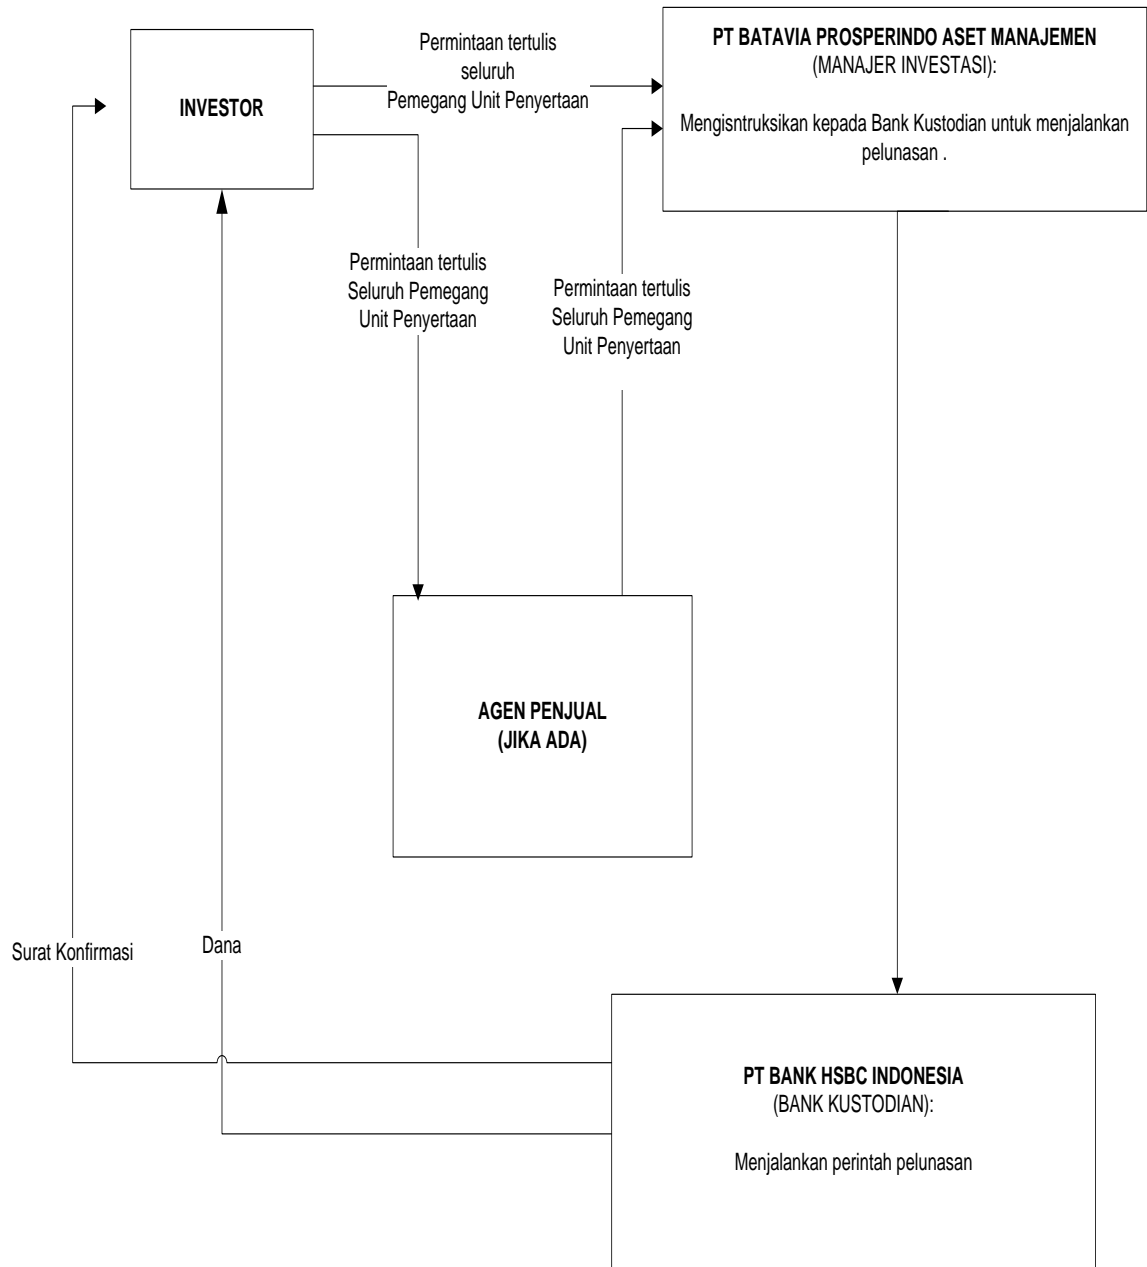 INVESTOR
Permintaan tertulis
seluruh
Pemegang Unit Penyertaan
PT BATAVIA PROSPERINDO ASET MANAJEMEN
(MANAJER INVESTASI):
Mengisntruksikan kepada Bank Kustodian untuk menjalankan
pelunasan .
Permintaan tertulis
Seluruh Pemegang
Unit Penyertaan
Permintaan tertulis
Seluruh Pemegang
Unit Penyertaan
AGEN PENJUAL
(JIKA ADA)
Surat Konfirmasi
Dana
PT BANK HSBC INDONESIA
(BANK KUSTODIAN):
Menjalankan perintah pelunasan